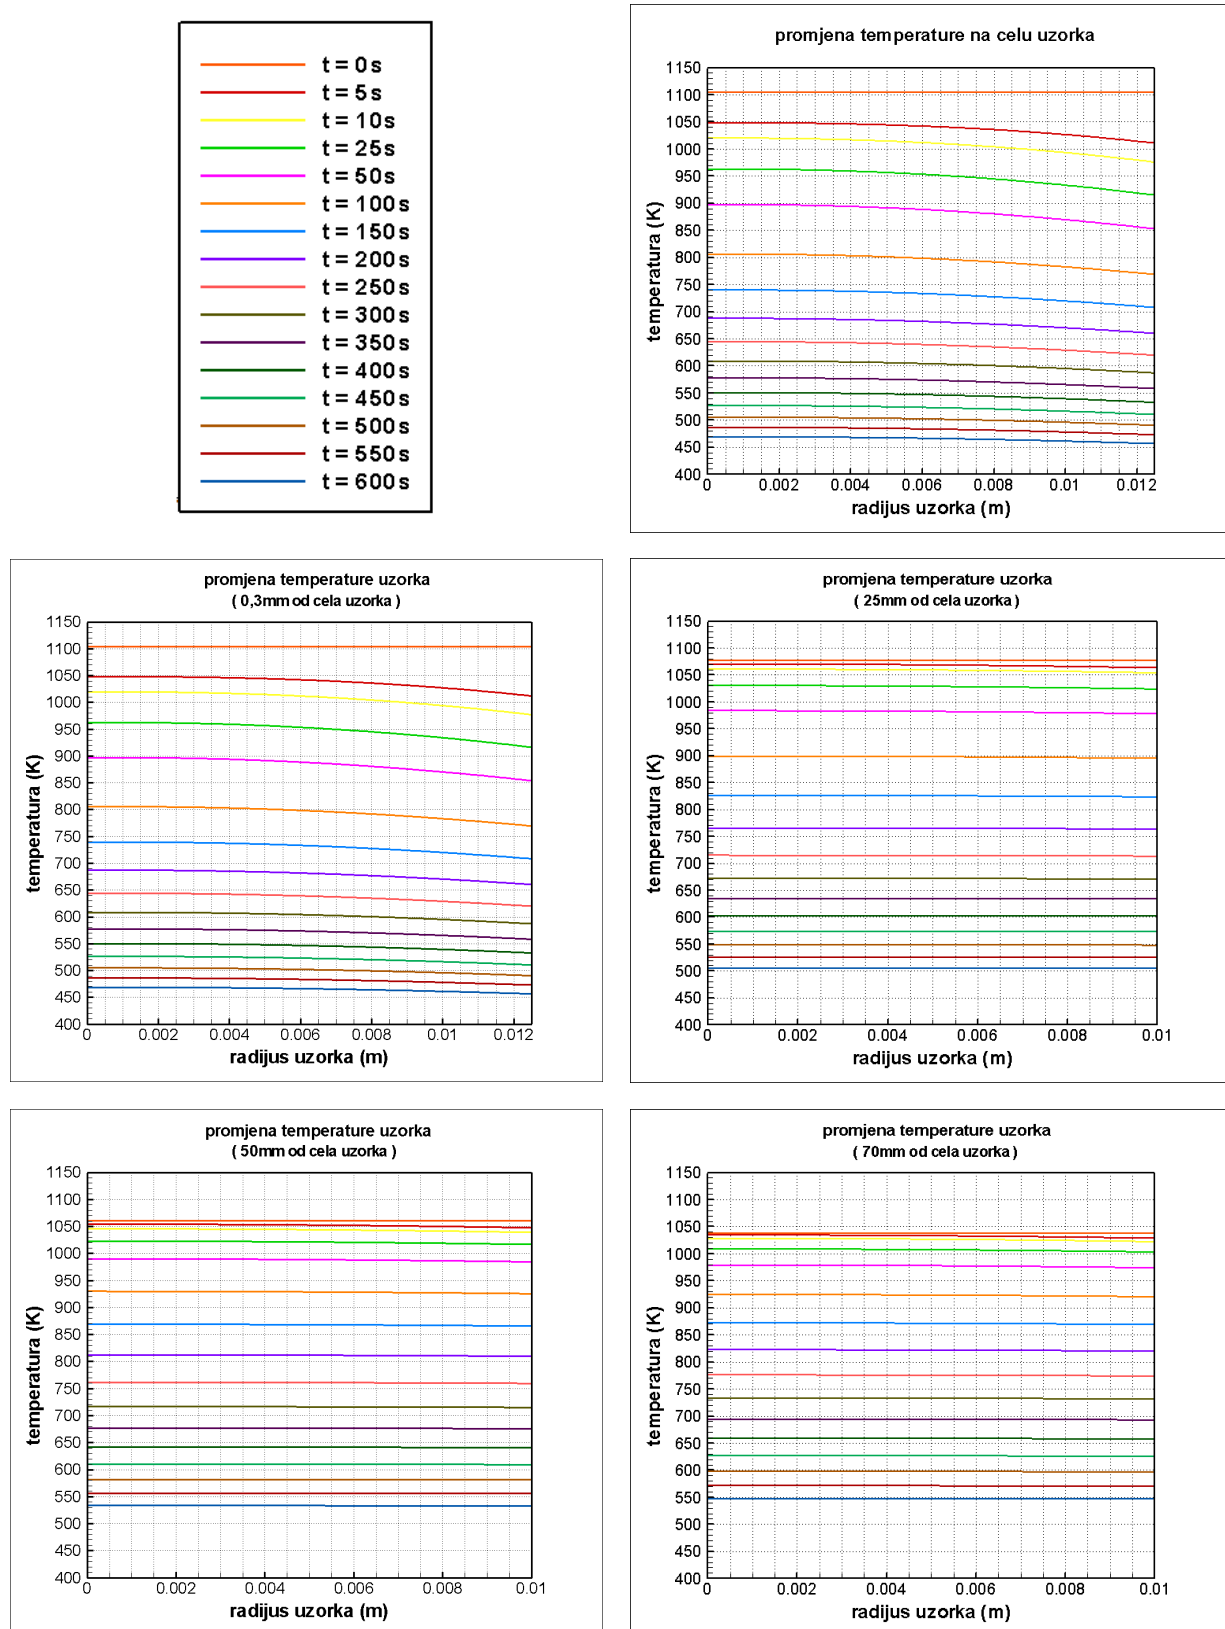 t = 0s
t = 5s
t = 10s
t = 25s
t = 50s
t = 100s
t = 150s
t = 200s
t = 250s
t = 300s
t = 350s
t = 400s
t = 450s
t = 500s
t = 550s
t = 600s
promjena temperature na celu uzorka
temperatura (K)
1150
1100
1050
1000
950
900
850
800
750
700
650
600
550
500
450
400
0 0.002 0.004 0.006 0.008 0.01 0.012
radijus uzorka (m)
promjena temperature uzorka
( 0,3mm od cela uzorka )
temperatura (K)
1150
1100
1050
1000
950
900
850
800
750
700
650
600
550
500
450
400
0 0.002 0.004 0.006 0.008 0.01 0.012
radijus uzorka (m)
promjena temperature uzorka
( 25mm od cela uzorka )
temperatura (K)
1150
1100
1050
1000
950
900
850
800
750
700
650
600
550
500
450
400
0 0.002 0.004 0.006 0.008 0.01
radijus uzorka (m)
promjena temperature uzorka
( 50mm od cela uzorka )
temperatura (K)
1150
1100
1050
1000
950
900
850
800
750
700
650
600
550
500
450
400
0 0.002 0.004 0.006 0.008 0.01
radijus uzorka (m)
promjena temperature uzorka
( 70mm od cela uzorka )
temperatura (K)
1150
1100
1050
1000
950
900
850
800
750
700
650
600
550
500
450
400
0 0.002 0.004 0.006 0.008 0.01
radijus uzorka (m)